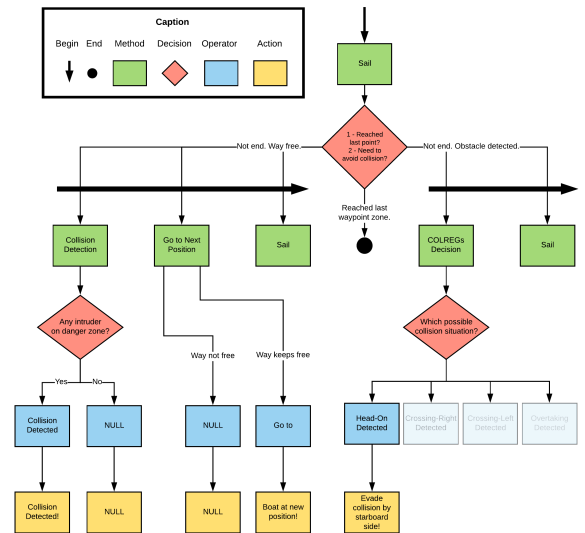 Caption
Begin End Method Decision Operator Action
Sail
1 - Reached
last point?
2 - Need to
avoid collision?
Not end. Way free.
Not end. Obstacle detected.
Reached last
waypoint zone.
Collision
Detection
Go to Next
Position
Sail
COLREGs
Decision
Sail
Any intruder
on danger zone?
Which possible
collision situation?
Way not free
Way keeps free
Yes
No
Collision
Detected
NULL
NULL
Go to
Head-On
Detected
Crossing-Right
Detected
Crossing-Left
Detected
Overtaking
Detected
Collision
Detected!
NULL
NULL
Boat at new
position!
Evade
collision by
starboard
side!